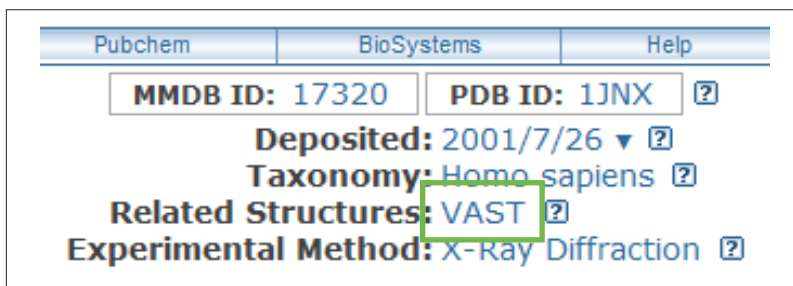 Pubchem BioSystems Help
MMDB ID: 17320 PDB ID: 1JNX ?
Deposited: 2001/7/26 ▼ ?
Taxonomy: Homo sapiens ?
Related Structures: VAST ?
Experimental Method: X-Ray Diffraction ?